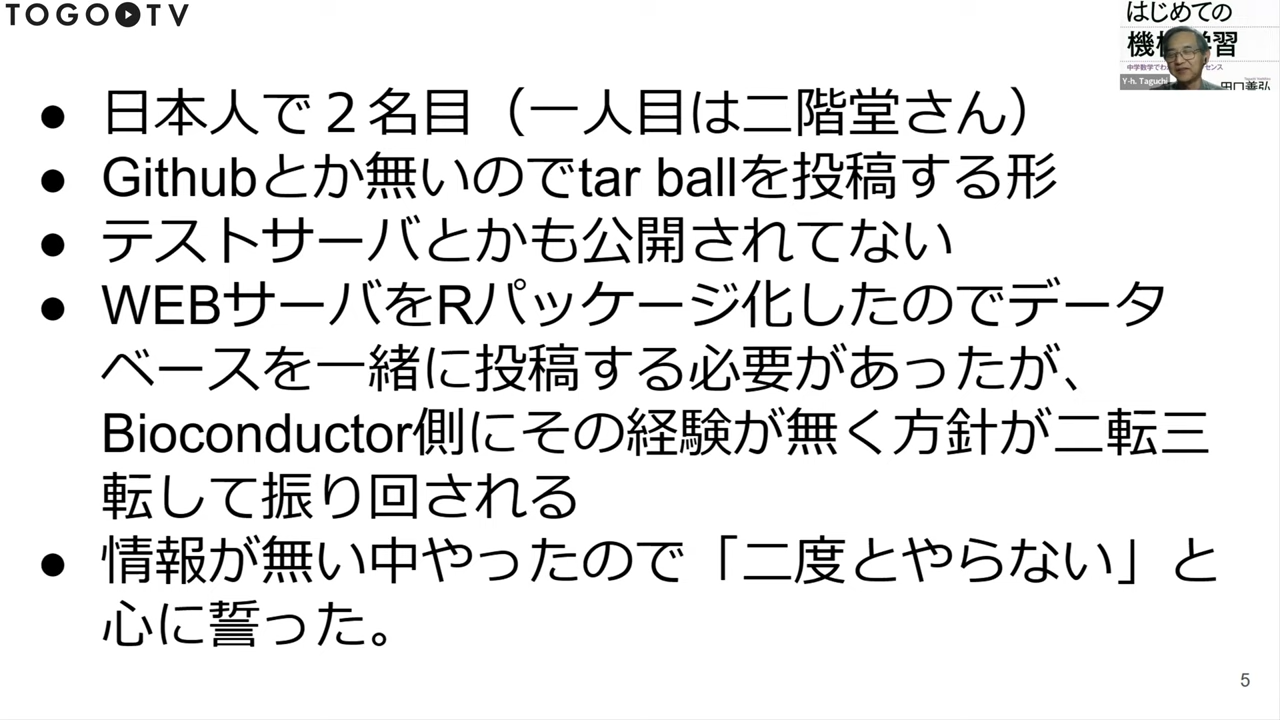 TOGO TV
はじめての
機械学習
Y-h. Taguchi
田口善弘
● 日本人で２名目（一人目は二階堂さん）
● Githubとか無いのでtar ballを投稿する形
● テストサーバとかも公開されてない
● WEBサーバをRパッケージ化したのでデータ
ベースを一緒に投稿する必要があったが、
Bioconductor側にその経験が無く方針が二転三
転して振り回される
● 情報が無い中やったので「二度とやらない」と
心に誓った。
5